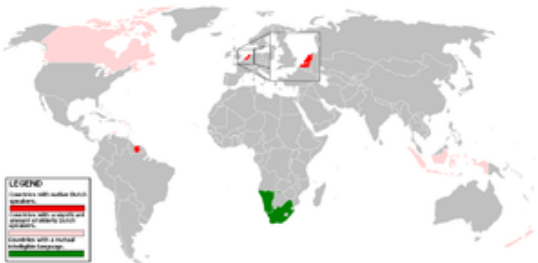 LEGEND
Countries with native Dutch
speakers.
Countries with a significant
amount of elderly Dutch
speakers.
Countries with a mutual
intelligible language.